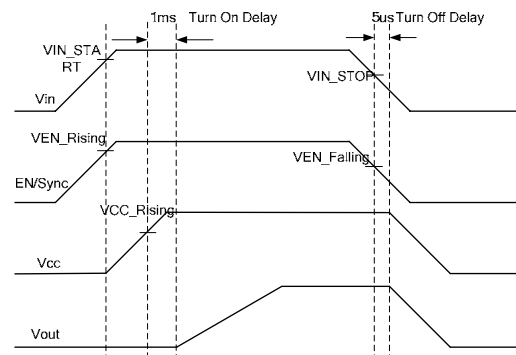 1ms Turn On Delay
5us Turn Off Delay
VIN_STA
RT
VIN_STOP
Vin
VEN_Rising
VEN_Falling
EN/Sync
VCC_Rising
Vcc
Vout